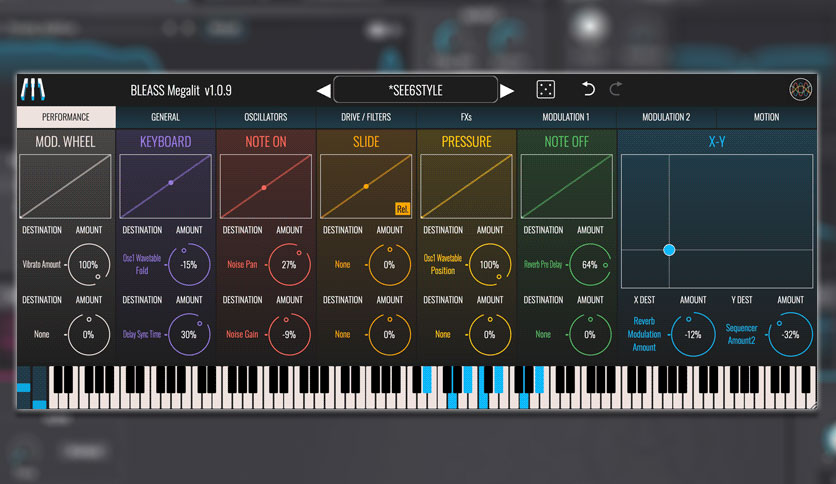 BLEASS Megalit v1.0.9
*SEE6STYLE
PERFORMANCE GENERAL OSCILLATORS DRIVE / FILTERS FXs MODULATION 1 MODULATION 2 MOTION
MOD. WHEEL KEYBOARD NOTE ON SLIDE PRESSURE NOTE OFF X-Y
Rel.
DESTINATION AMOUNT DESTINATION AMOUNT DESTINATION AMOUNT DESTINATION AMOUNT DESTINATION AMOUNT DESTINATION AMOUNT
Vibrato Amount 100% Osc1 Wavetable Fold -15% Noise Pan 27% None 0% Osc1 Wavetable Position 100% Reverb Pre Delay 64%
DESTINATION AMOUNT DESTINATION AMOUNT DESTINATION AMOUNT DESTINATION AMOUNT DESTINATION AMOUNT DESTINATION AMOUNT X DEST AMOUNT Y DEST AMOUNT
None 0% Delay Sync Time 30% Noise Gain -9% None 0% None 0% None 0% Reverb Modulation Amount -12% Sequencer Amount2 -32%